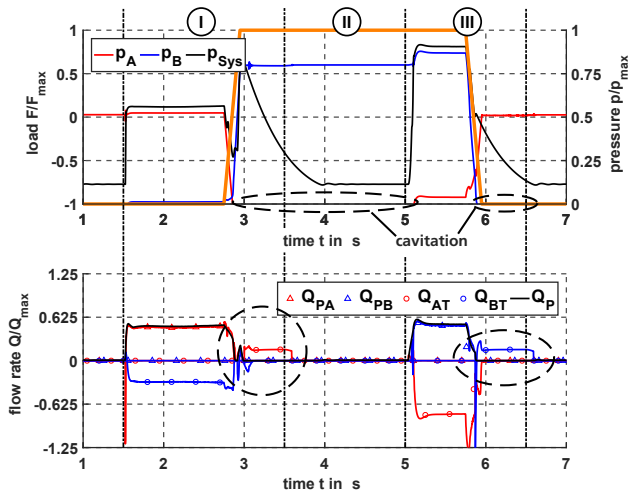 I II III
p_A p_B p_Sys
load F/F_max
1
0.5
0
-0.5
-1
pressure p/p_max
1
0.75
0.5
0.25
0
cavitation
1 2 3 4 5 6 7
time t in s
Q_PA Q_PB Q_AT Q_BT Q_P
flow rate Q/Q_max
1.25
0.625
0
-0.625
-1.25
1 2 3 4 5 6 7
time t in s